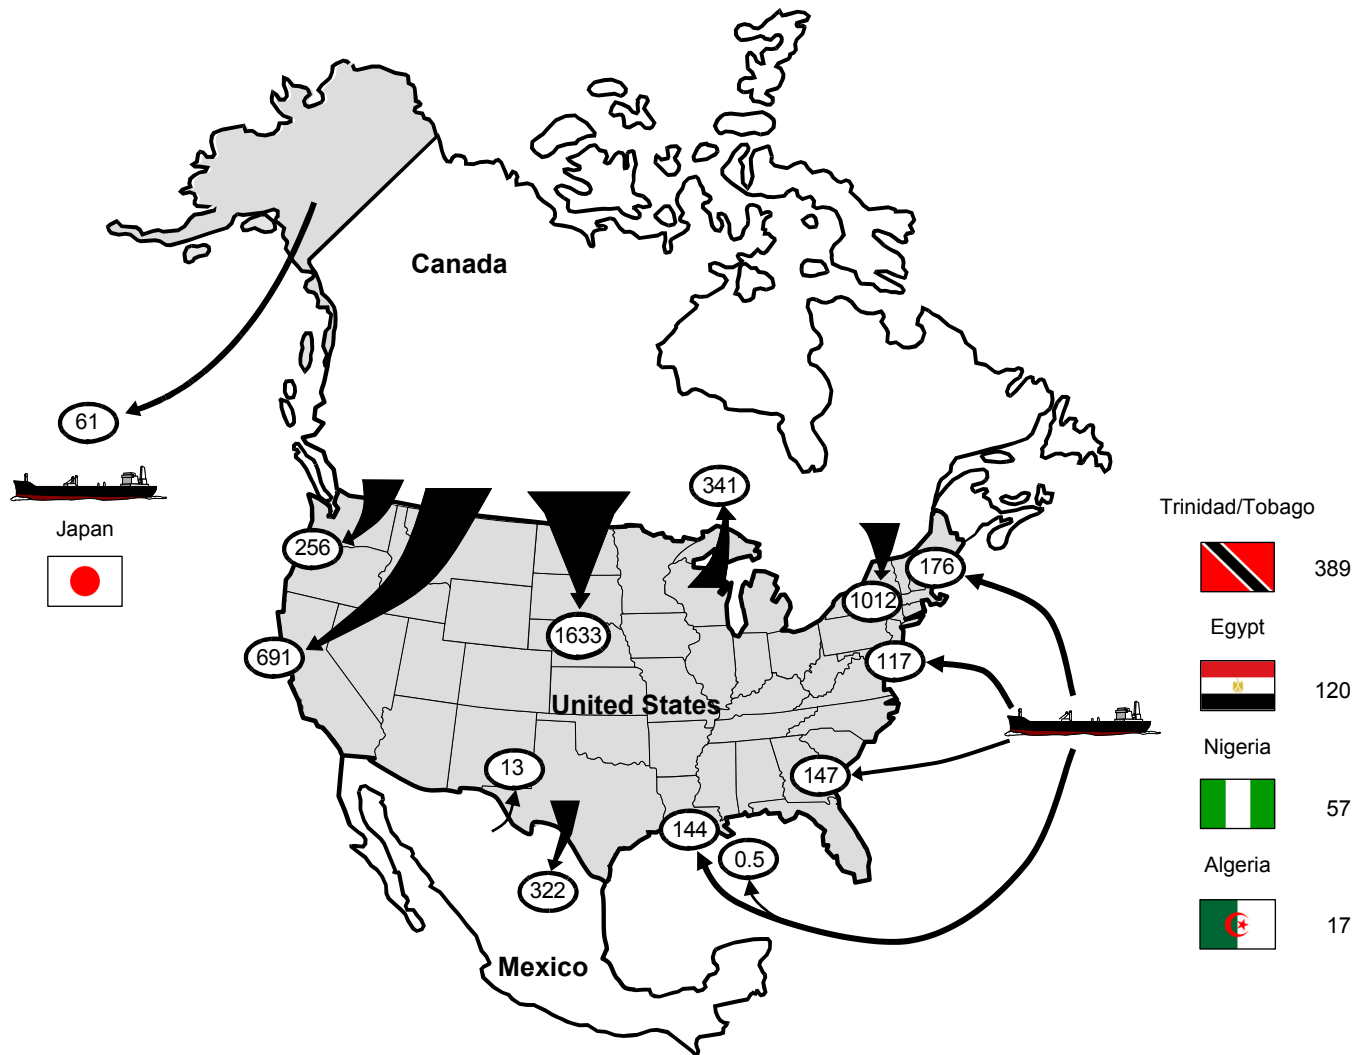 Canada
61
Japan
341
256
176
1012
1633
691
117
United States
13
147
144
0.5
322
Mexico
Trinidad/Tobago
389
Egypt
120
Nigeria
57
Algeria
17